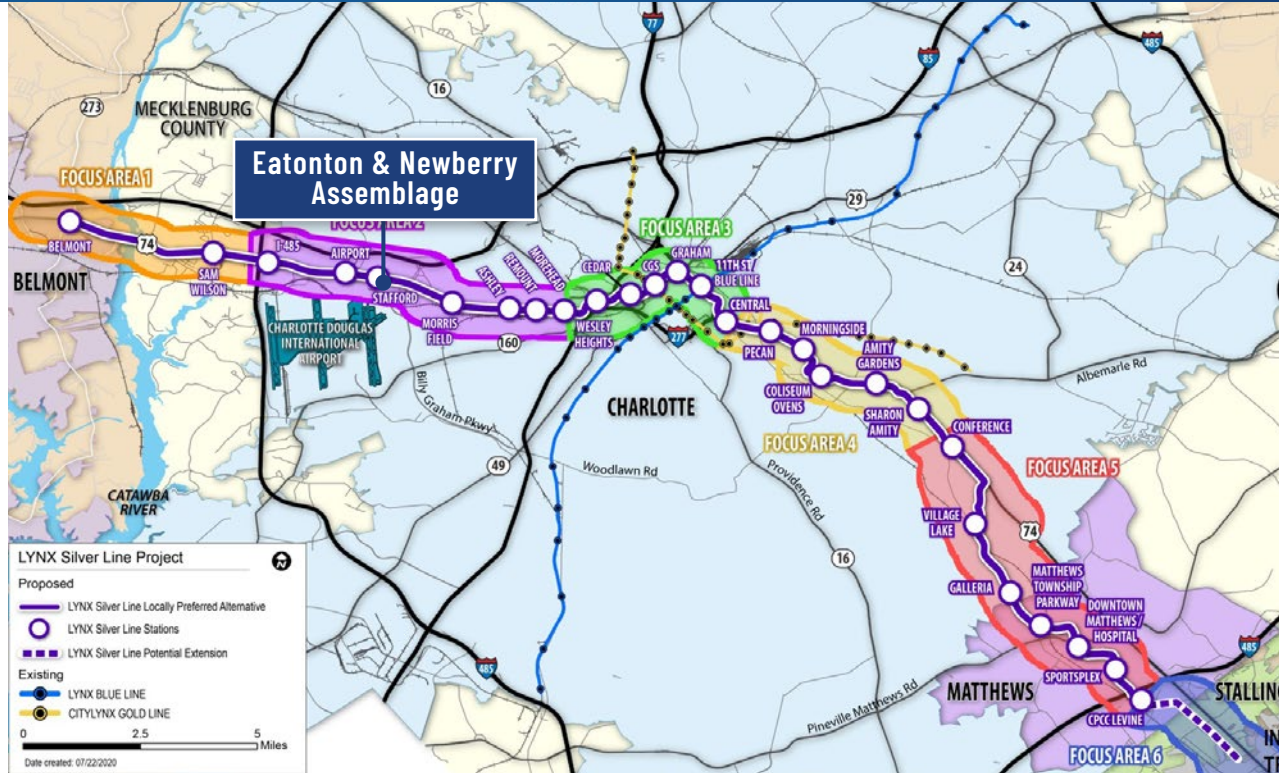 77
485
85
16
273
MECKLENBURG
COUNTY
Eatonton & Newberry
Assemblage
FOCUS AREA 1
29
FOCUS AREA 3
BELMONT
74
SAM
WILSON
I-485
AIRPORT
STAFFORD
MORRIS
FIELD
ASHLEY
REMOUNT
MOREHEAD
CEDAR
WESLEY
HEIGHTS
CGS
GRAHAM
11TH ST/
BLUE LINE
CENTRAL
24
BELMONT
CHARLOTTE DOUGLAS
INTERNATIONAL
AIRPORT
160
277
PECAN
MORNINGSIDE
COLISEUM
OVENS
AMITY
GARDENS
SHARON
AMITY
Albemarle Rd
Billy Graham Pkwy
CHARLOTTE
CONFERENCE
FOCUS AREA 4
FOCUS AREA 5
49
Woodlawn Rd
Providence Rd
CATAWBA
RIVER
VILLAGE
LAKE
74
16
GALLERIA
MATTHEWS
TOWNSHIP
PARKWAY
DOWNTOWN
MATTHEWS /
HOSPITAL
485
485
SPORTSPLEX
MATTHEWS
Pineville Matthews Rd
CPCC LEVINE
FOCUS AREA 6
LYNX Silver Line Project
N
Proposed
LYNX Silver Line Locally Preferred Alternative
LYNX Silver Line Stations
LYNX Silver Line Potential Extension
Existing
LYNX BLUE LINE
CITYLYNX GOLD LINE
0 2.5 5
Miles
Date created: 07/22/2020